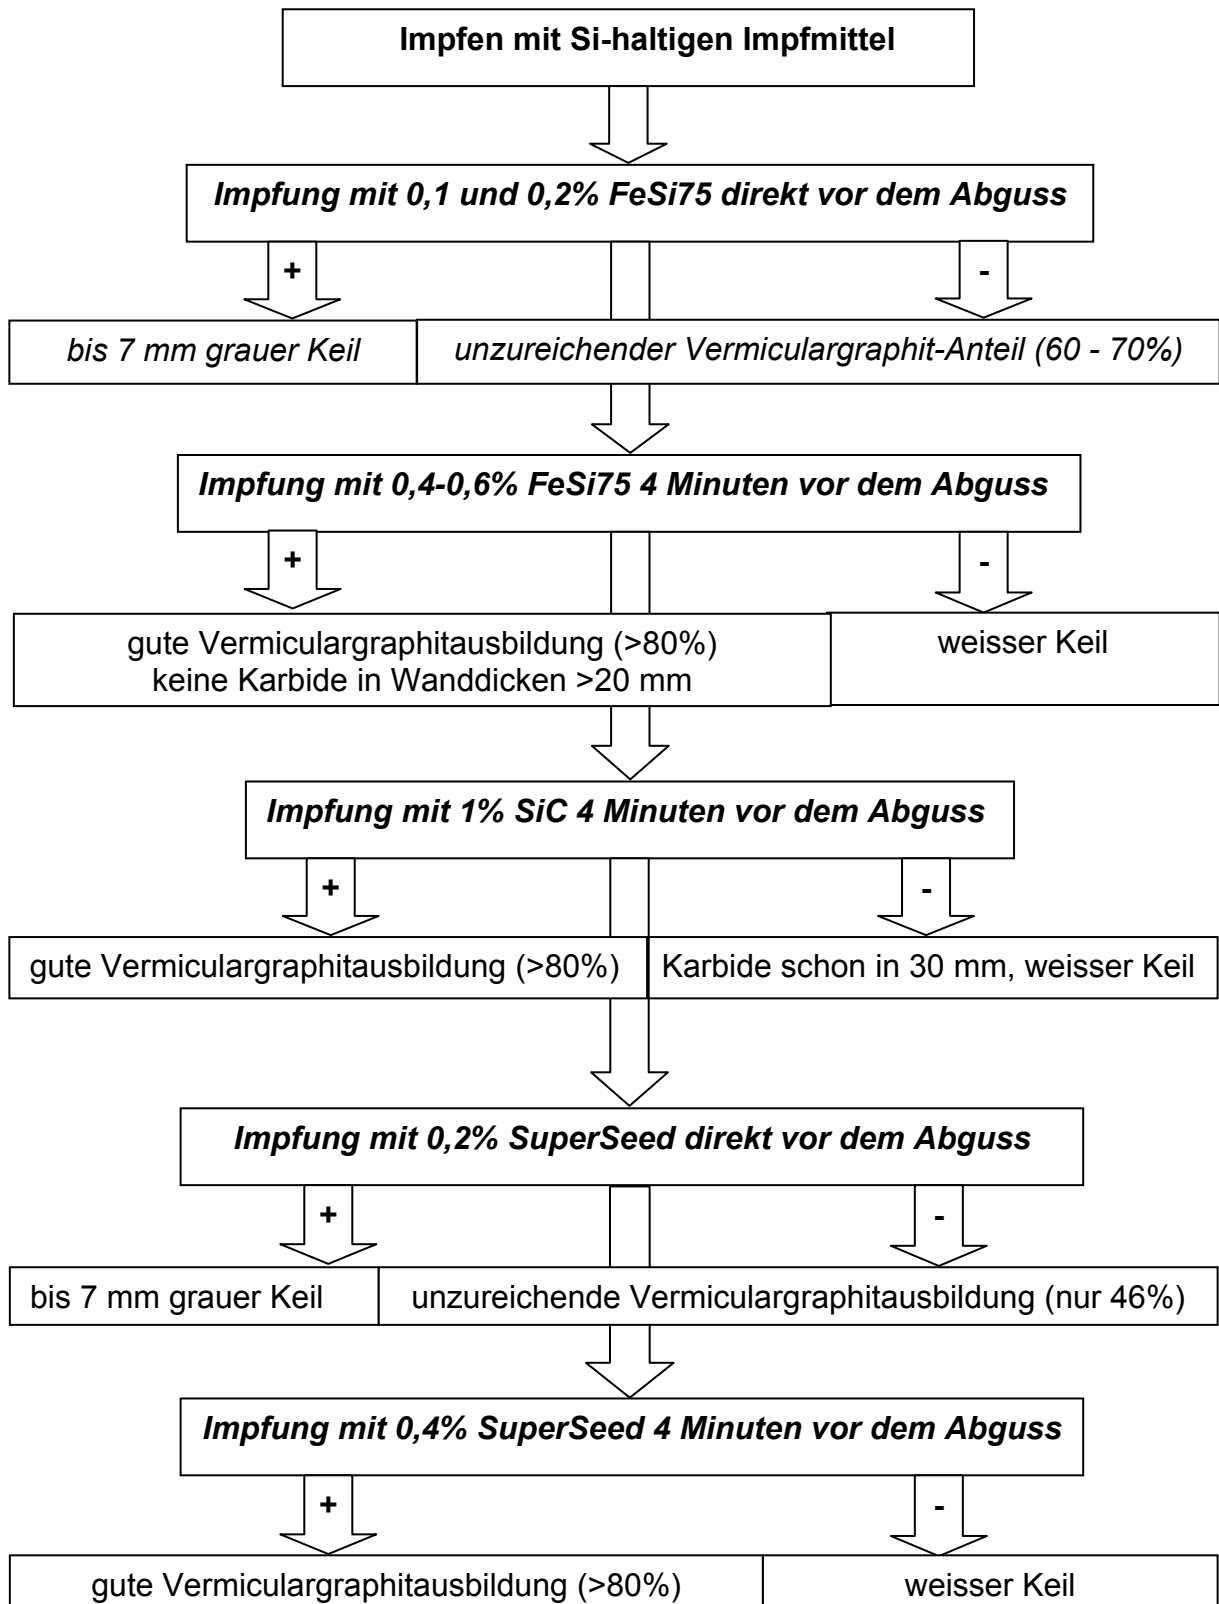 Impfen mit Si-haltigen Impfmittel
Impfung mit 0,1 und 0,2% FeSi75 direkt vor dem Abguss
+
-
bis 7 mm grauer Keil
unzureichender Vermiculargraphit-Anteil (60 - 70%)
Impfung mit 0,4-0,6% FeSi75 4 Minuten vor dem Abguss
+
-
gute Vermiculargraphitausbildung (>80%)
keine Karbide in Wanddicken >20 mm
weisser Keil
Impfung mit 1% SiC 4 Minuten vor dem Abguss
+
-
gute Vermiculargraphitausbildung (>80%)
Karbide schon in 30 mm, weisser Keil
Impfung mit 0,2% SuperSeed direkt vor dem Abguss
+
-
bis 7 mm grauer Keil
unzureichende Vermiculargraphitausbildung (nur 46%)
Impfung mit 0,4% SuperSeed 4 Minuten vor dem Abguss
+
-
gute Vermiculargraphitausbildung (>80%)
weisser Keil